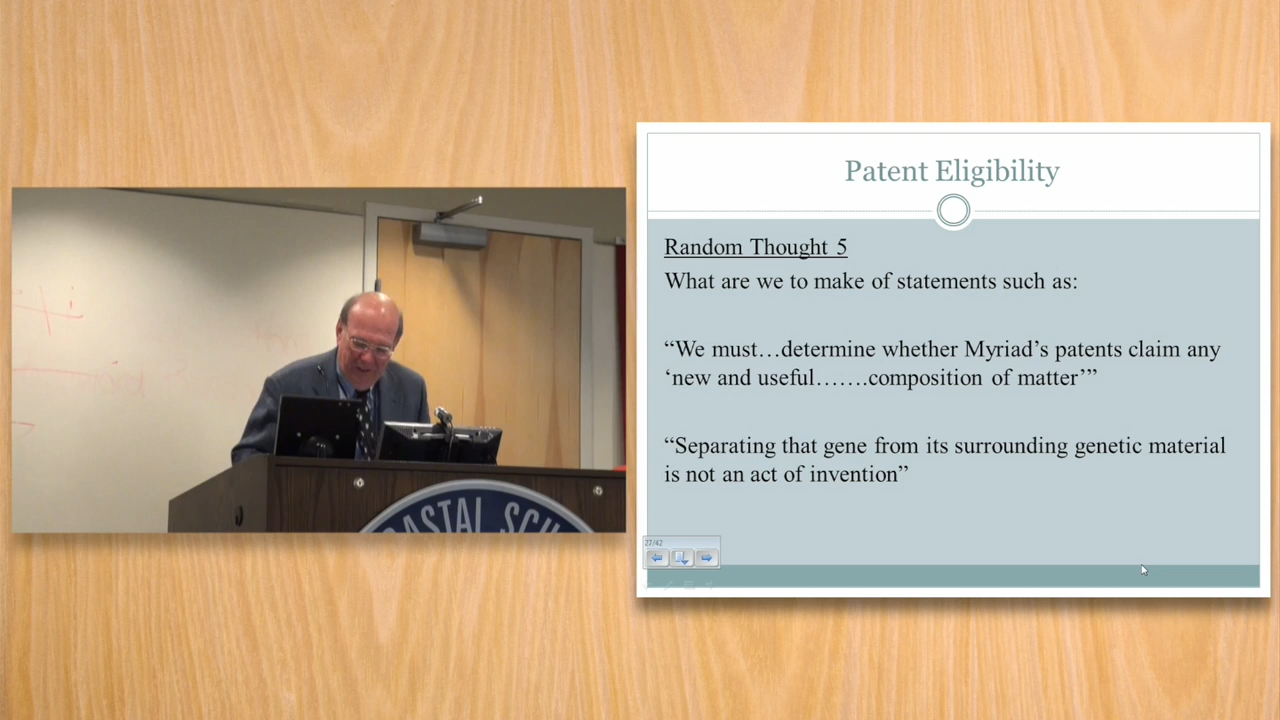 Patent Eligibility
Random Thought 5
What are we to make of statements such as:
“We must…determine whether Myriad’s patents claim any
‘new and useful…….composition of matter’”
“Separating that gene from its surrounding genetic material
is not an act of invention”
27/42